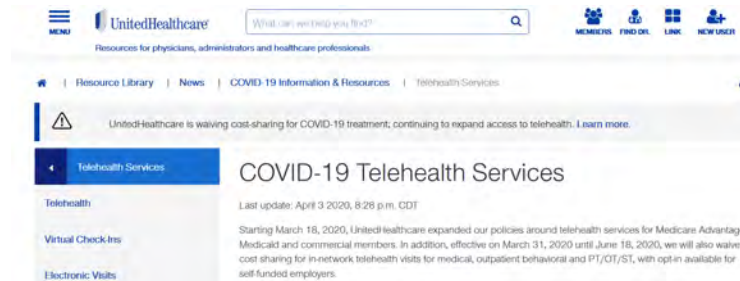 MENU
UnitedHealthcare
What can we help you find?
MEMBERS FIND DR. LINK NEW USER
Resources for physicians, administrators and healthcare professionals
| Resource Library | News | COVID-19 Information & Resources | Telehealth Services
UnitedHealthcare is waiving cost-sharing for COVID-19 treatment; continuing to expand access to telehealth. Learn more.
Telehealth Services
COVID-19 Telehealth Services
Telehealth
Last update: April 3 2020, 8:28 p.m. CDT
Virtual Check-Ins
Electronic Visits
Starting March 18, 2020, UnitedHealthcare expanded our policies around telehealth services for Medicare Advantag
Medicaid and commercial members. In addition, effective on March 31, 2020 until June 18, 2020, we will also waive
cost sharing for in-network telehealth visits for medical, outpatient behavioral and PT/OT/ST, with opt-in available for
self-funded employers.